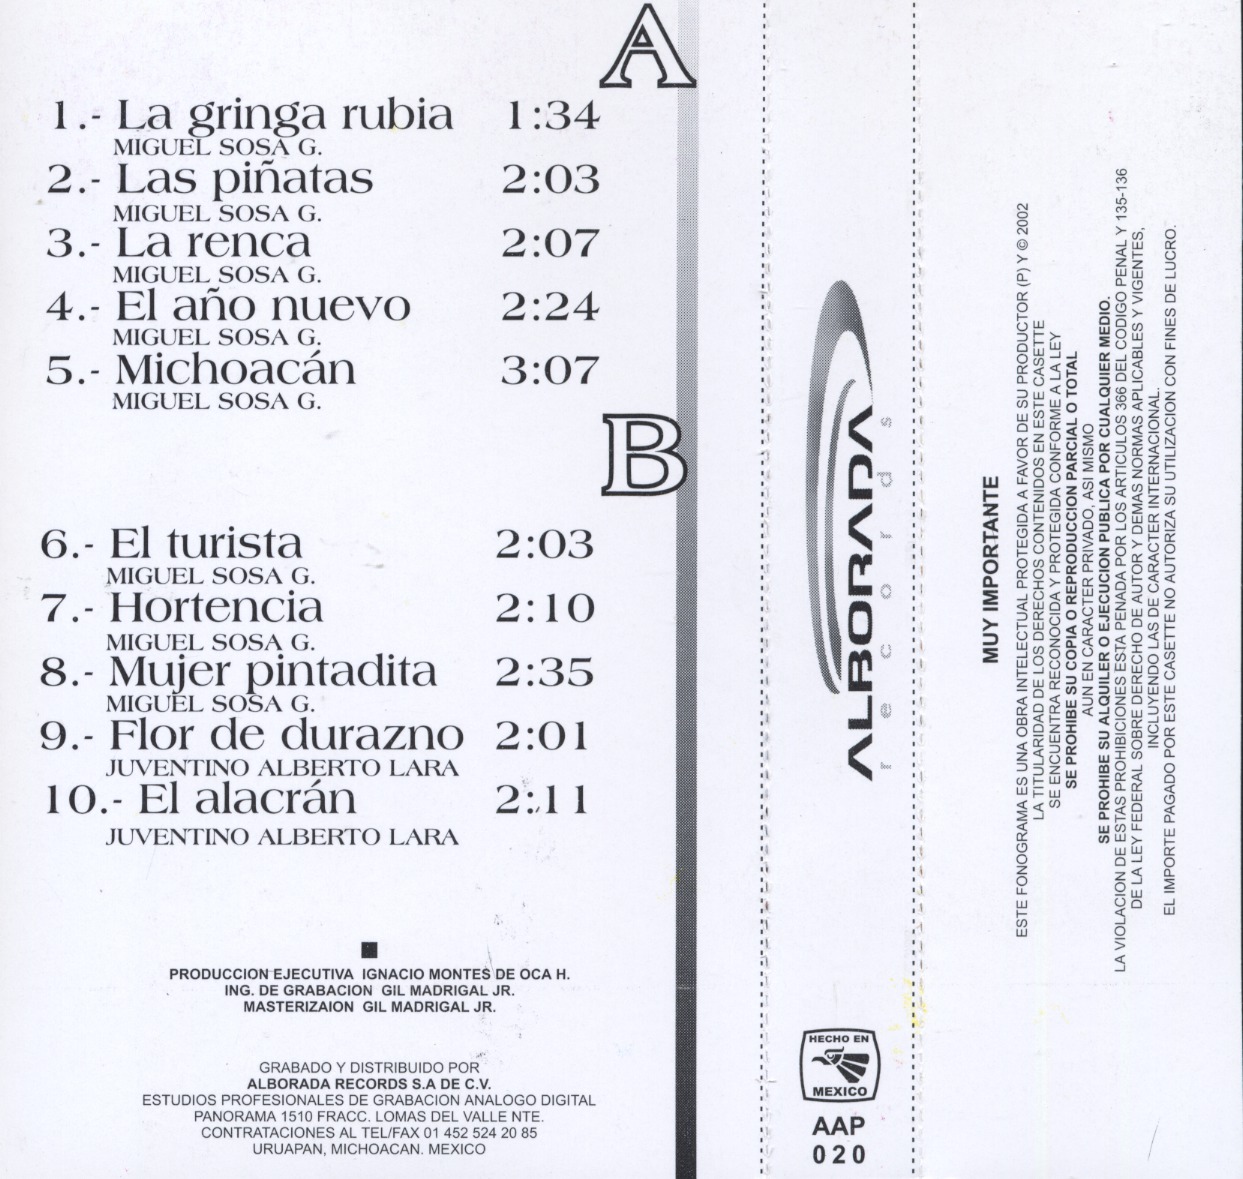 A
1.- La gringa rubia 1:34
MIGUEL SOSA G.
2.- Las piñatas 2:03
MIGUEL SOSA G.
3.- La renca 2:07
MIGUEL SOSA G.
4.- El año nuevo 2:24
MIGUEL SOSA G.
5.- Michoacán 3:07
MIGUEL SOSA G.
B
6.- El turista 2:03
MIGUEL SOSA G.
7.- Hortencia 2:10
MIGUEL SOSA G.
8.- Mujer pintadita 2:35
MIGUEL SOSA G.
9.- Flor de durazno 2:01
JUVENTINO ALBERTO LARA
10.- El alacrán 2:11
JUVENTINO ALBERTO LARA
PRODUCCION EJECUTIVA IGNACIO MONTES DE OCA H.
ING. DE GRABACION GIL MADRIGAL JR.
MASTERIZAION GIL MADRIGAL JR.
GRABADO Y DISTRIBUIDO POR
ALBORADA RECORDS S.A DE C.V.
ESTUDIOS PROFESIONALES DE GRABACION ANALOGO DIGITAL
PANORAMA 1510 FRACC. LOMAS DEL VALLE NTE.
CONTRATACIONES AL TEL/FAX 01 452 524 20 85
URUAPAN, MICHOACAN. MEXICO
ALBORADA
records
HECHO EN
MEXICO
AAP
020
MUY IMPORTANTE
ESTE FONOGRAMA ES UNA OBRA INTELECTUAL PROTEGIDA A FAVOR DE SU PRODUCTOR (P) Y © 2002
LA TITULARIDAD DE LOS DERECHOS CONTENIDOS EN ESTE CASETTE
SE ENCUENTRA RECONOCIDA Y PROTEGIDA CONFORME A LA LEY
SE PROHIBE SU COPIA O REPRODUCCION PARCIAL O TOTAL
AUN EN CARACTER PRIVADO, ASI MISMO
SE PROHIBE SU ALQUILER O EJECUCION PUBLICA POR CUALQUIER MEDIO.
LA VIOLACION DE ESTAS PROHIBICIONES ESTA PENADA POR LOS ARTICULOS 366 DEL CODIGO PENAL Y 135-136
DE LA LEY FEDERAL SOBRE DERECHO DE AUTOR Y DEMAS NORMAS APLICABLES Y VIGENTES,
INCLUYENDO LAS DE CARACTER INTERNACIONAL.
EL IMPORTE PAGADO POR ESTE CASETTE NO AUTORIZA SU UTILIZACION CON FINES DE LUCRO.